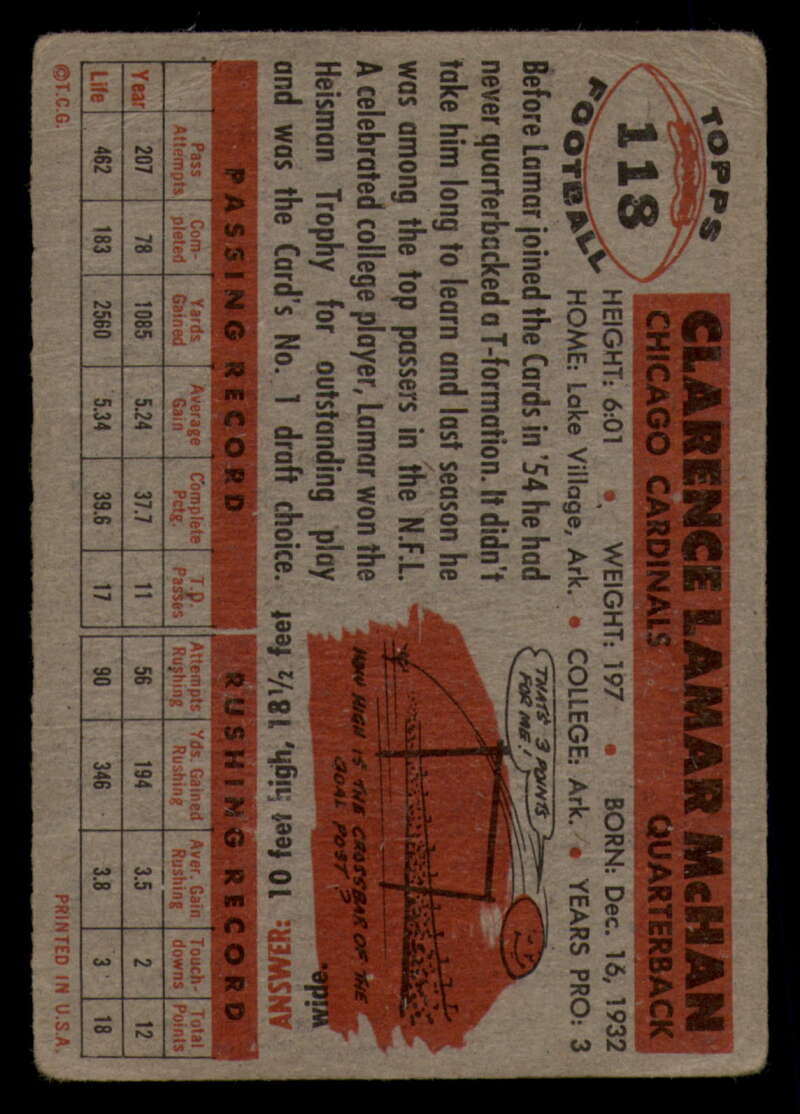 TOPPS
118
FOOTBALL
CLARENCE LAMAR McHAN
CHICAGO CARDINALS QUARTERBACK
HEIGHT: 6:01 • WEIGHT: 197 • BORN: Dec. 16, 1932
HOME: Lake Village, Ark. • COLLEGE: Ark. • YEARS PRO: 3
Before Lamar joined the Cards in '54 he had
never quarterbacked a T-formation. It didn't
take him long to learn and last season he
was among the top passers in the N.F.L.
A celebrated college player, Lamar won the
Heisman Trophy for outstanding play
and was the Card's No. 1 draft choice.
THAT'S 3 POINTS
FOR ME!
HOW HIGH IS THE CROSSBAR OF THE
GOAL POST?
ANSWER: 10 feet high, 18½ feet
wide.
PASSING RECORD RUSHING RECORD
Pass Attempts Com-pleted Yards Gained Average Gain Complete Pctg. T.D. Passes Attempts Rushing Yds. Gained Rushing Aver. Gain Rushing Touch-downs Total Points
Year 207 78 1085 5.24 37.7 11 56 194 3.5 2 12
Life 462 183 2560 5.34 39.6 17 90 346 3.8 3 18
©T.C.G. PRINTED IN U.S.A.